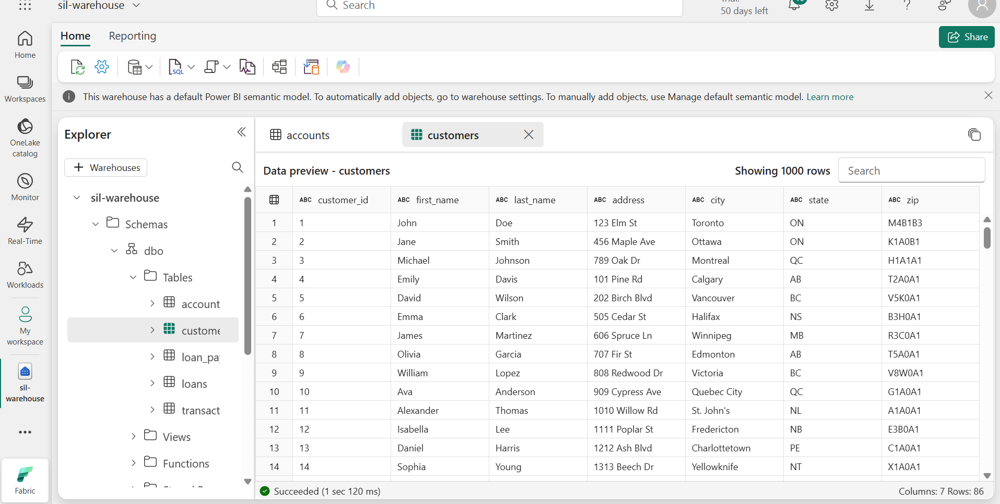 sil-warehouse
Search
50 days left
Home
Workspaces
OneLake
catalog
Monitor
Real-Time
Workloads
My
workspace
sil-
warehouse
Fabric
Home Reporting
Share
SQL
This warehouse has a default Power BI semantic model. To automatically add objects, go to warehouse settings. To manually add objects, use Manage default semantic model. Learn more
Explorer
Warehouses
sil-warehouse
Schemas
dbo
Tables
account
custome
loan_pa
loans
transact
Views
Functions
accounts customers
Data preview - customers Showing 1000 rows Search
ABC customer_id ABC first_name ABC last_name ABC address ABC city ABC state ABC zip
1 1 John Doe 123 Elm St Toronto ON M4B1B3
2 2 Jane Smith 456 Maple Ave Ottawa ON K1A0B1
3 3 Michael Johnson 789 Oak Dr Montreal QC H1A1A1
4 4 Emily Davis 101 Pine Rd Calgary AB T2A0A1
5 5 David Wilson 202 Birch Blvd Vancouver BC V5K0A1
6 6 Emma Clark 505 Cedar St Halifax NS B3H0A1
7 7 James Martinez 606 Spruce Ln Winnipeg MB R3C0A1
8 8 Olivia Garcia 707 Fir St Edmonton AB T5A0A1
9 9 William Lopez 808 Redwood Dr Victoria BC V8W0A1
10 10 Ava Anderson 909 Cypress Ave Quebec City QC G1A0A1
11 11 Alexander Thomas 1010 Willow Rd St. John's NL A1A0A1
12 12 Isabella Lee 1111 Poplar St Fredericton NB E3B0A1
13 13 Daniel Harris 1212 Ash Blvd Charlottetown PE C1A0A1
14 14 Sophia Young 1313 Beech Dr Yellowknife NT X1A0A1
Succeeded (1 sec 120 ms) Columns: 7 Rows: 86